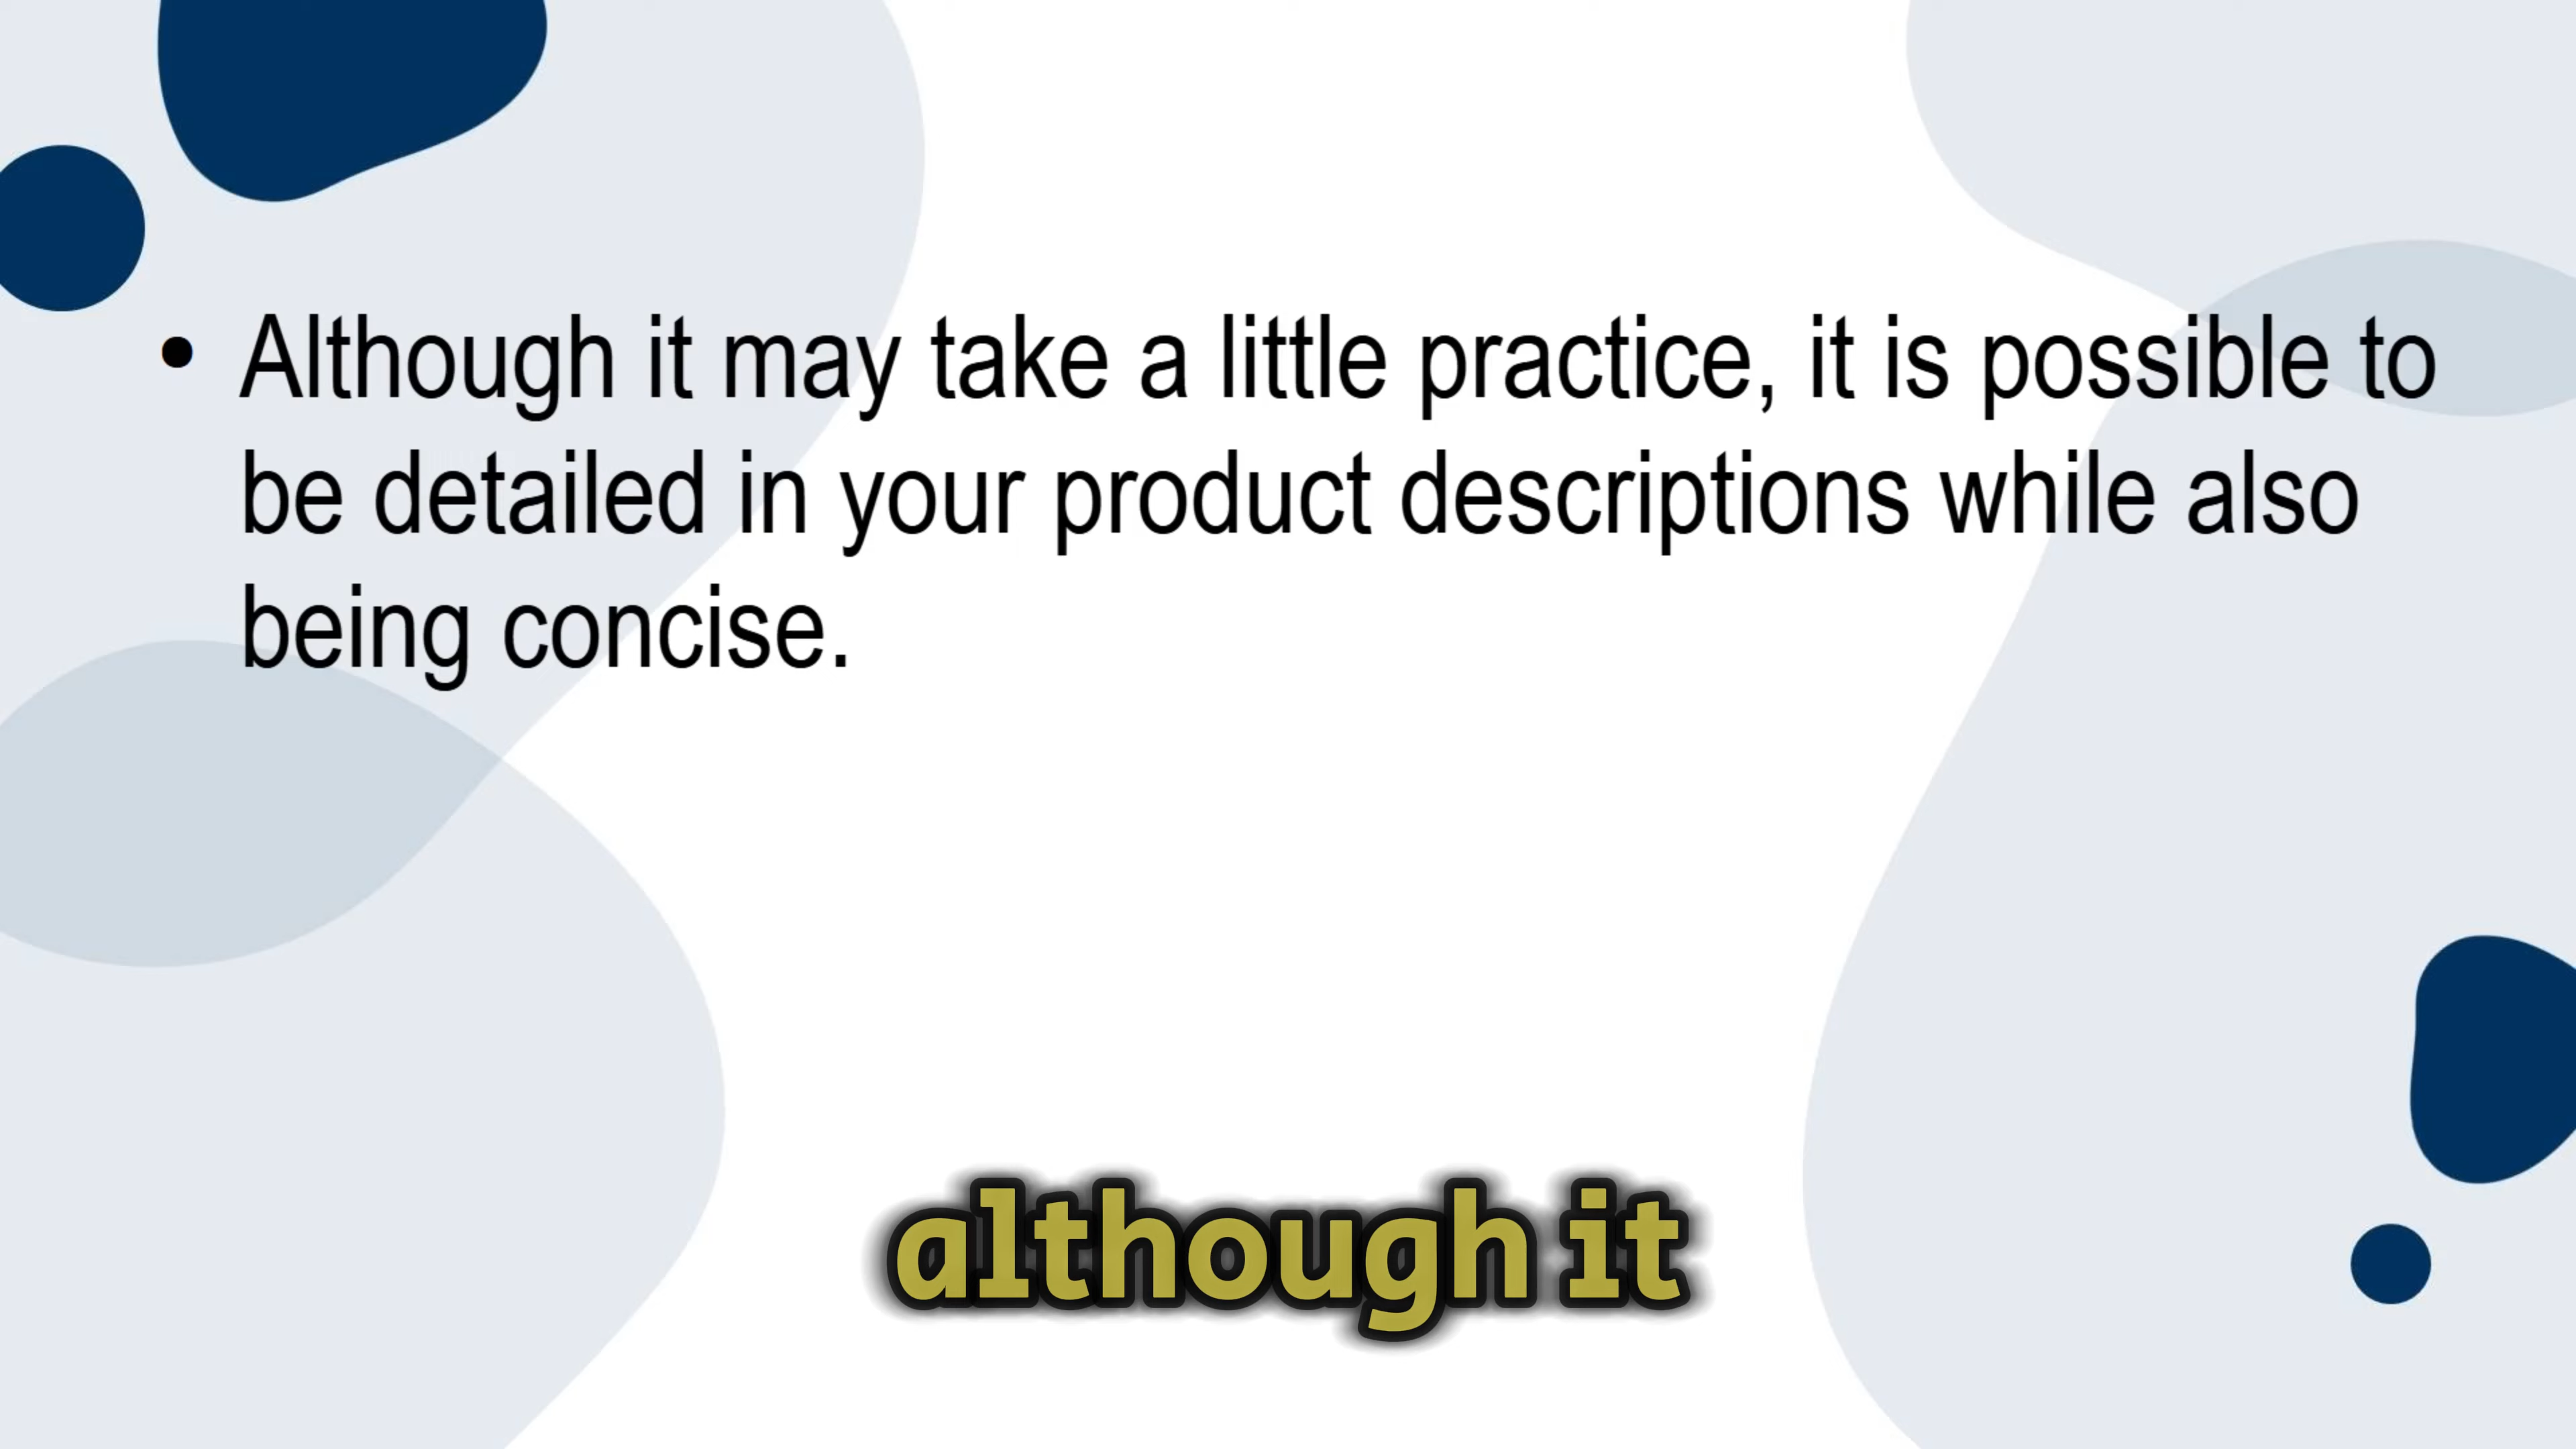 • Although it may take a little practice, it is possible to
be detailed in your product descriptions while also
being concise.
although it